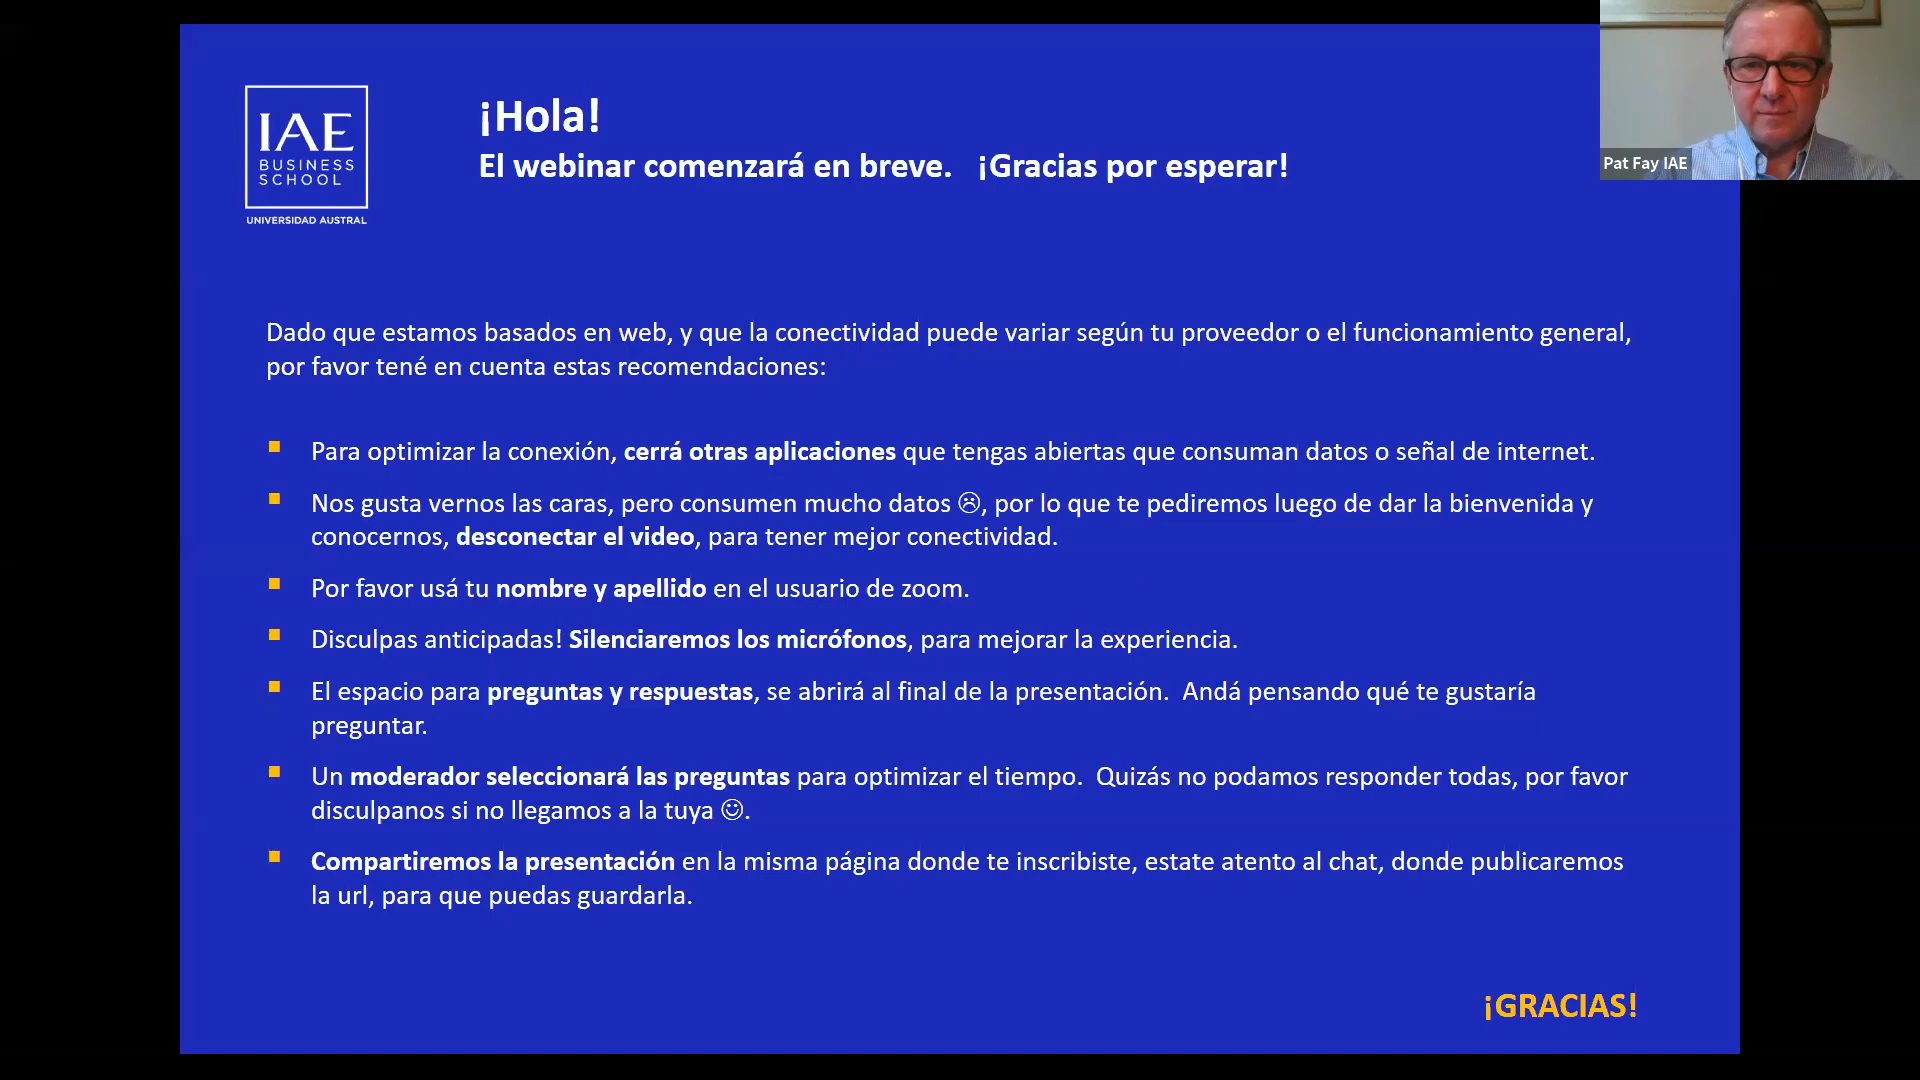 IAE
BUSINESS
SCHOOL
UNIVERSIDAD AUSTRAL
¡Hola!
El webinar comenzará en breve.   ¡Gracias por esperar!
Pat Fay IAE
Dado que estamos basados en web, y que la conectividad puede variar según tu proveedor o el funcionamiento general,
por favor tené en cuenta estas recomendaciones:
Para optimizar la conexión, cerrá otras aplicaciones que tengas abiertas que consuman datos o señal de internet.
Nos gusta vernos las caras, pero consumen mucho datos ☹, por lo que te pediremos luego de dar la bienvenida y
conocernos, desconectar el video, para tener mejor conectividad.
Por favor usá tu nombre y apellido en el usuario de zoom.
Disculpas anticipadas! Silenciaremos los micrófonos, para mejorar la experiencia.
El espacio para preguntas y respuestas, se abrirá al final de la presentación.  Andá pensando qué te gustaría
preguntar.
Un moderador seleccionará las preguntas para optimizar el tiempo.  Quizás no podamos responder todas, por favor
disculpanos si no llegamos a la tuya ☺.
Compartiremos la presentación en la misma página donde te inscribiste, estate atento al chat, donde publicaremos
la url, para que puedas guardarla.
¡GRACIAS!